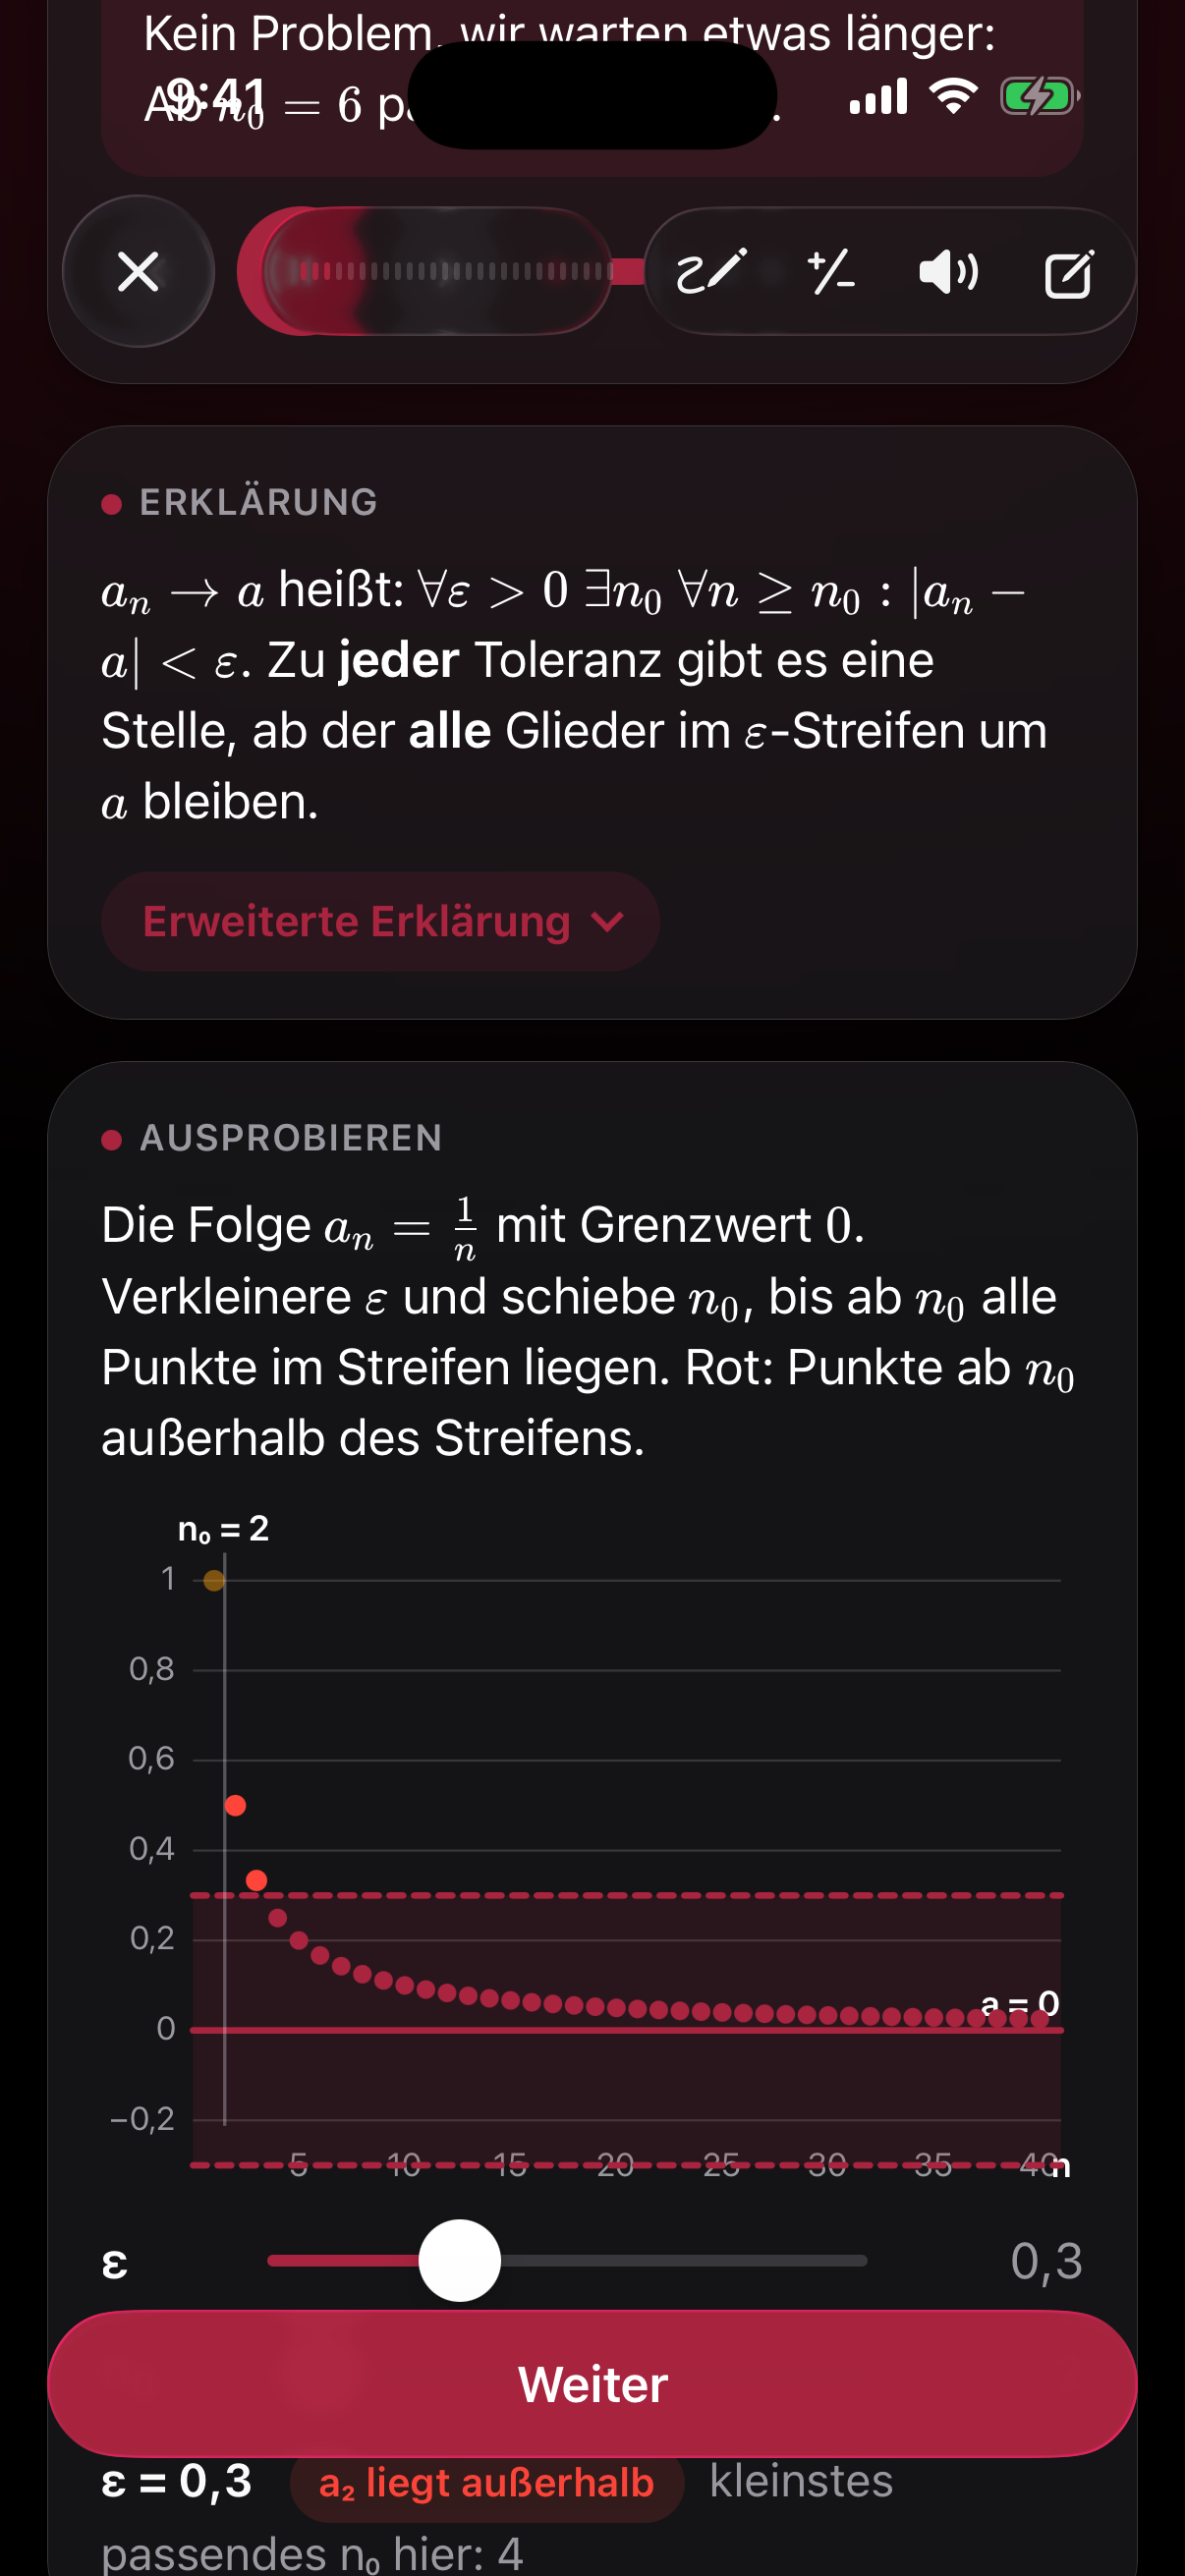 Kein Problem, wir warten etwas länger:
9:41
Ab n₀ = 6
ERKLÄRUNG
aₙ → a heißt: ∀ε > 0 ∃n₀ ∀n ≥ n₀ : |aₙ −
a| < ε. Zu jeder Toleranz gibt es eine
Stelle, ab der alle Glieder im ε-Streifen um
a bleiben.
Erweiterte Erklärung
AUSPROBIEREN
Die Folge aₙ = 1/n mit Grenzwert 0.
Verkleinere ε und schiebe n₀, bis ab n₀ alle
Punkte im Streifen liegen. Rot: Punkte ab n₀
außerhalb des Streifens.
n₀ = 2
1
0,8
0,6
0,4
0,2
a = 0
0
−0,2
5 10 15 20 25 30 35 40 n
ε 0,3
Weiter
ε = 0,3 a₂ liegt außerhalb kleinstes
passendes n₀ hier: 4